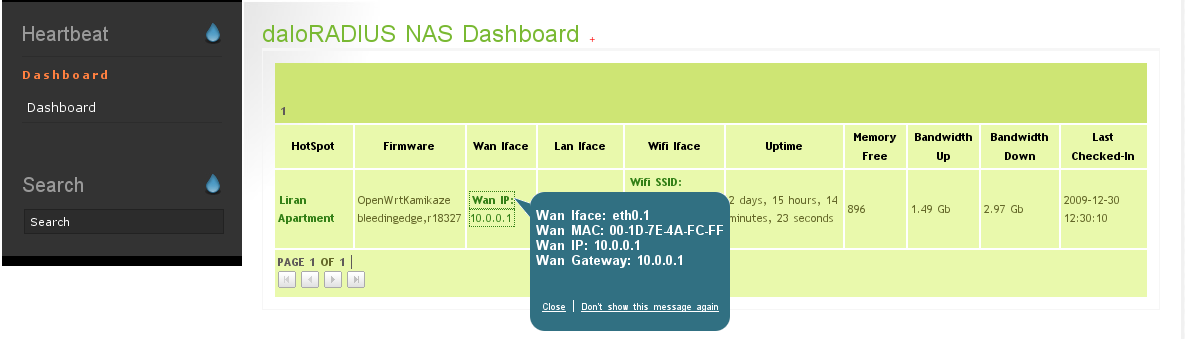 Heartbeat
Dashboard
Dashboard
Search
Search
daloRADIUS NAS Dashboard +
1
HotSpot Firmware Wan Iface Lan Iface Wifi Iface Uptime Memory Free Bandwidth Up Bandwidth Down Last Checked-In
Wifi SSID:
Liran Apartment
OpenWrtKamikaze
bleedingedge,r18327
Wan IP:
10.0.0.1
2 days, 15 hours, 14
minutes, 23 seconds
896
1.49 Gb
2.97 Gb
2009-12-30
12:30:10
Wan Iface: eth0.1
Wan MAC: 00-1D-7E-4A-FC-FF
Wan IP: 10.0.0.1
Wan Gateway: 10.0.0.1
Close | Don't show this message again
PAGE 1 OF 1 |